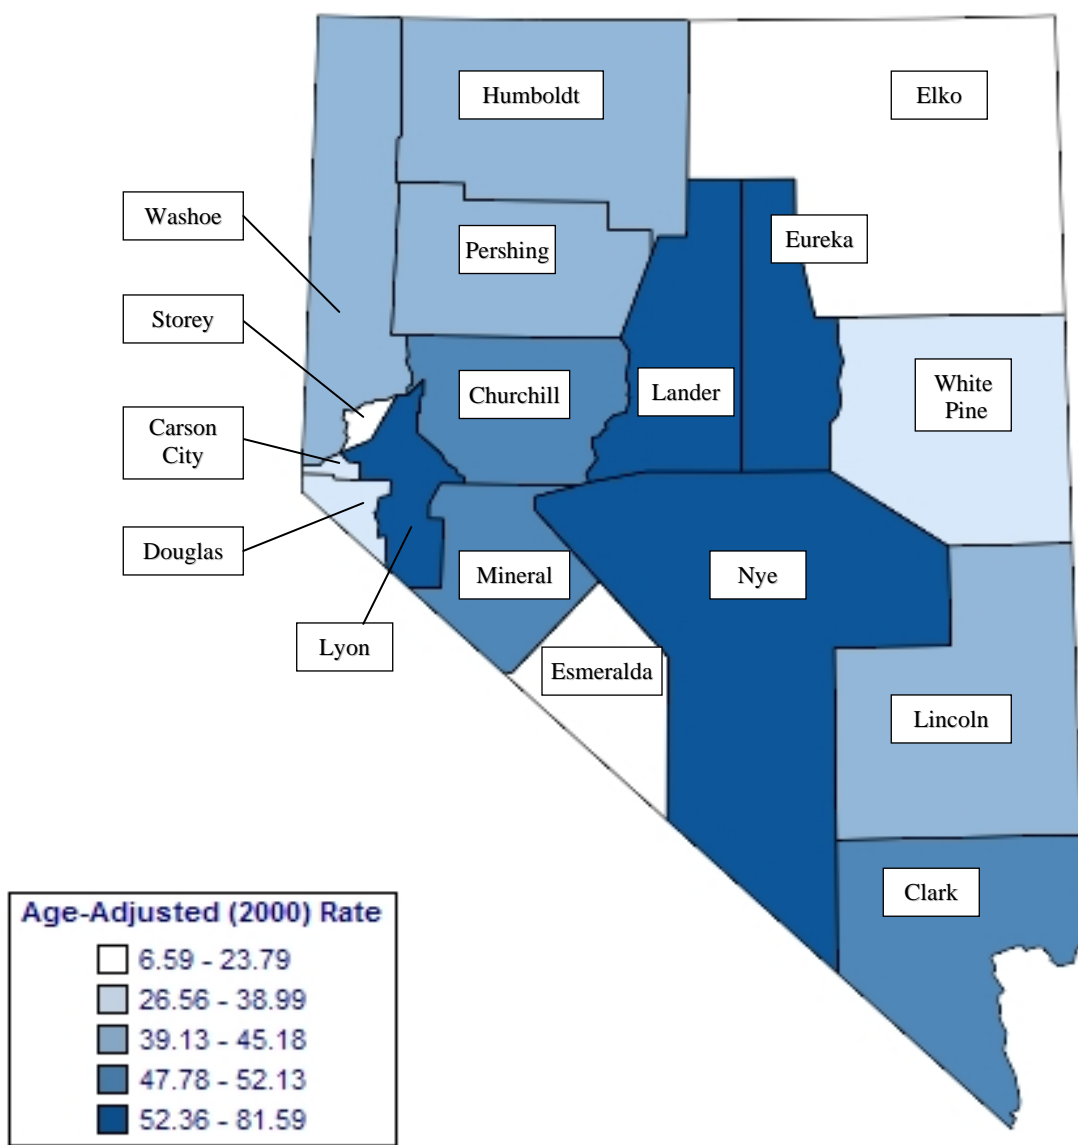 Humboldt
Elko
Washoe
Eureka
Pershing
Storey
Churchill
Lander
White
Pine
Carson
City
Douglas
Mineral
Nye
Lyon
Esmeralda
Lincoln
Clark
Age-Adjusted (2000) Rate
6.59 - 23.79
26.56 - 38.99
39.13 - 45.18
47.78 - 52.13
52.36 - 81.59